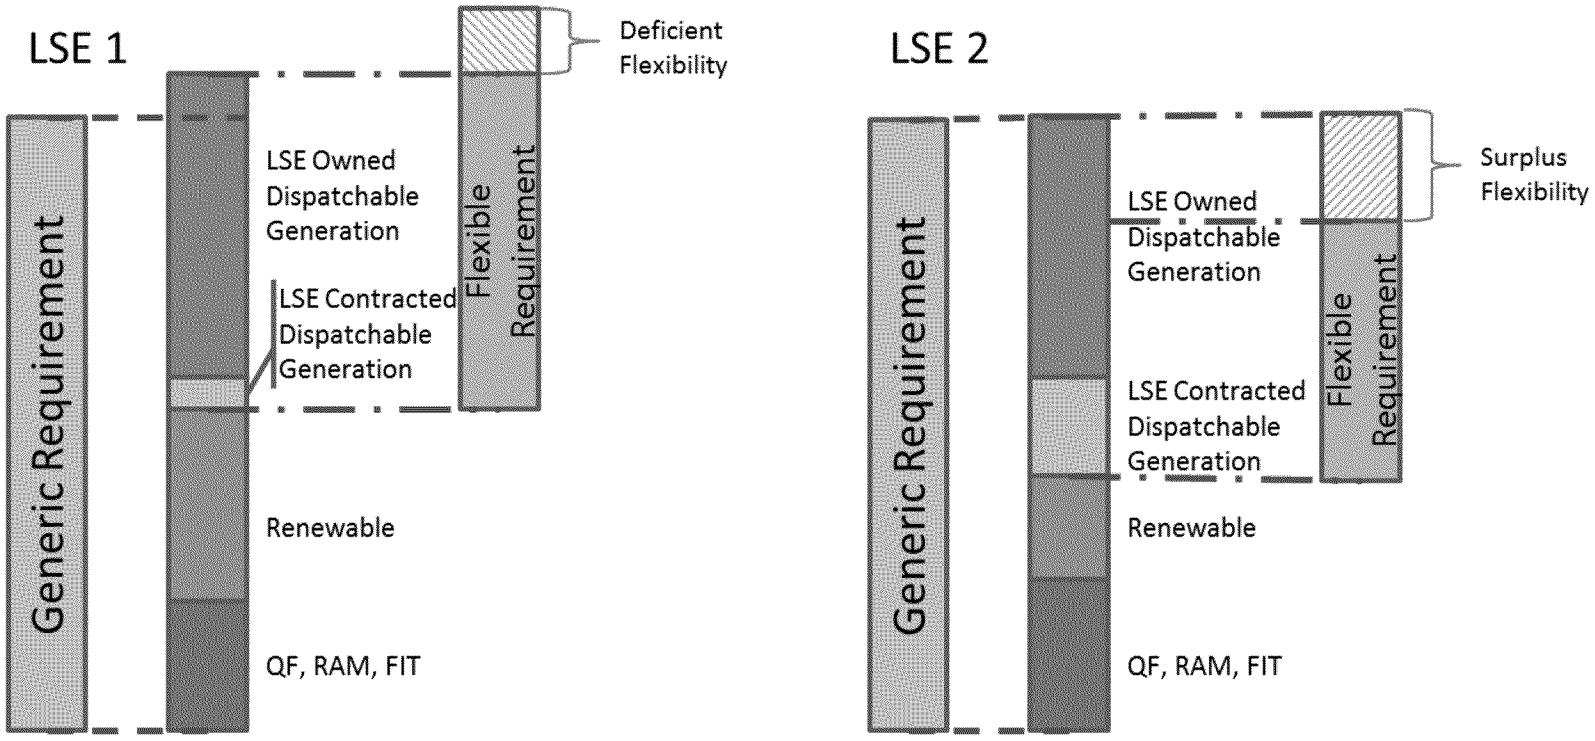 LSE 1
Deficient
Flexibility
Generic Requirement
LSE Owned
Dispatchable
Generation
LSE Contracted
Dispatchable
Generation
Renewable
QF, RAM, FIT
Flexible
Requirement
LSE 2
Surplus
Flexibility
Generic Requirement
LSE Owned
Dispatchable
Generation
LSE Contracted
Dispatchable
Generation
Renewable
QF, RAM, FIT
Flexible
Requirement